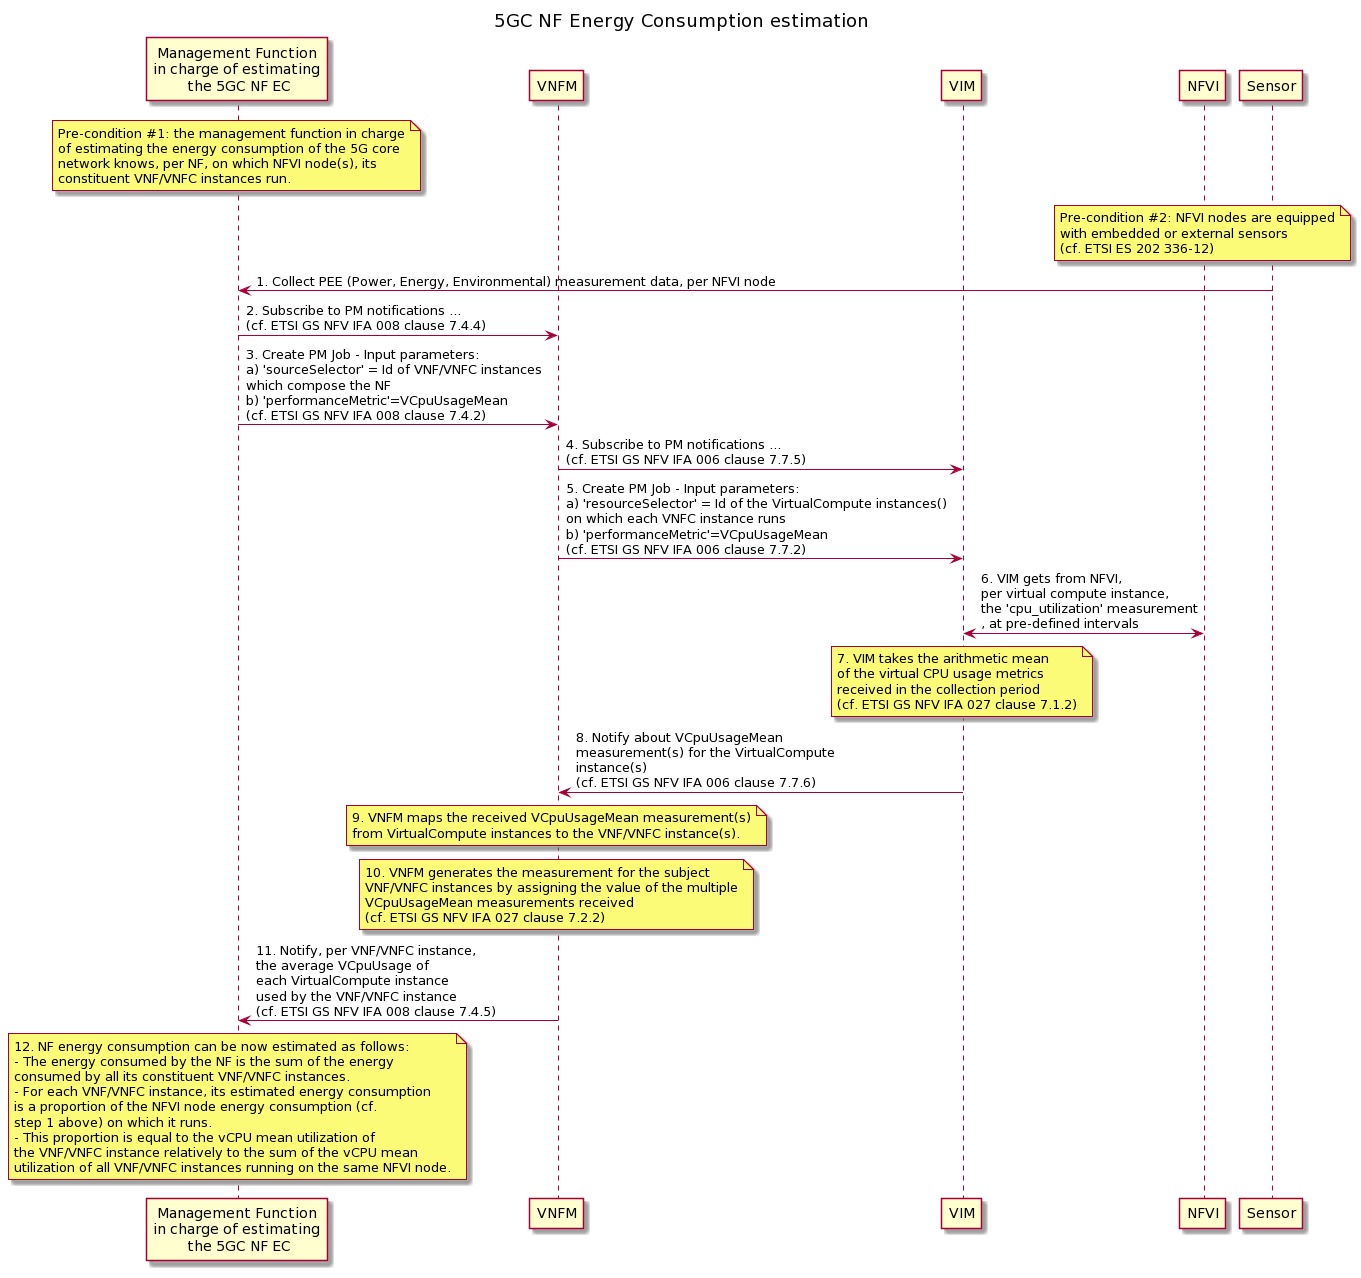 5GC NF Energy Consumption estimation
Management Function
in charge of estimating
the 5GC NF EC
VNFM
VIM
NFVI
Sensor
Pre-condition #1: the management function in charge
of estimating the energy consumption of the 5G core
network knows, per NF, on which NFVI node(s), its
constituent VNF/VNFC instances run.
Pre-condition #2: NFVI nodes are equipped
with embedded or external sensors
(cf. ETSI ES 202 336-12)
1. Collect PEE (Power, Energy, Environmental) measurement data, per NFVI node
2. Subscribe to PM notifications ...
(cf. ETSI GS NFV IFA 008 clause 7.4.4)
3. Create PM Job - Input parameters:
a) 'sourceSelector' = Id of VNF/VNFC instances
which compose the NF
b) 'performanceMetric'=VCpuUsageMean
(cf. ETSI GS NFV IFA 008 clause 7.4.2)
4. Subscribe to PM notifications ...
(cf. ETSI GS NFV IFA 006 clause 7.7.5)
5. Create PM Job - Input parameters:
a) 'resourceSelector' = Id of the VirtualCompute instances()
on which each VNFC instance runs
b) 'performanceMetric'=VCpuUsageMean
(cf. ETSI GS NFV IFA 006 clause 7.7.2)
6. VIM gets from NFVI,
per virtual compute instance,
the 'cpu_utilization' measurement
, at pre-defined intervals
7. VIM takes the arithmetic mean
of the virtual CPU usage metrics
received in the collection period
(cf. ETSI GS NFV IFA 027 clause 7.1.2)
8. Notify about VCpuUsageMean
measurement(s) for the VirtualCompute
instance(s)
(cf. ETSI GS NFV IFA 006 clause 7.7.6)
9. VNFM maps the received VCpuUsageMean measurement(s)
from VirtualCompute instances to the VNF/VNFC instance(s).
10. VNFM generates the measurement for the subject
VNF/VNFC instances by assigning the value of the multiple
VCpuUsageMean measurements received
(cf. ETSI GS NFV IFA 027 clause 7.2.2)
11. Notify, per VNF/VNFC instance,
the average VCpuUsage of
each VirtualCompute instance
used by the VNF/VNFC instance
(cf. ETSI GS NFV IFA 008 clause 7.4.5)
12. NF energy consumption can be now estimated as follows:
- The energy consumed by the NF is the sum of the energy
consumed by all its constituent VNF/VNFC instances.
- For each VNF/VNFC instance, its estimated energy consumption
is a proportion of the NFVI node energy consumption (cf.
step 1 above) on which it runs.
- This proportion is equal to the vCPU mean utilization of
the VNF/VNFC instance relatively to the sum of the vCPU mean
utilization of all VNF/VNFC instances running on the same NFVI node.
Management Function
in charge of estimating
the 5GC NF EC
VNFM
VIM
NFVI
Sensor